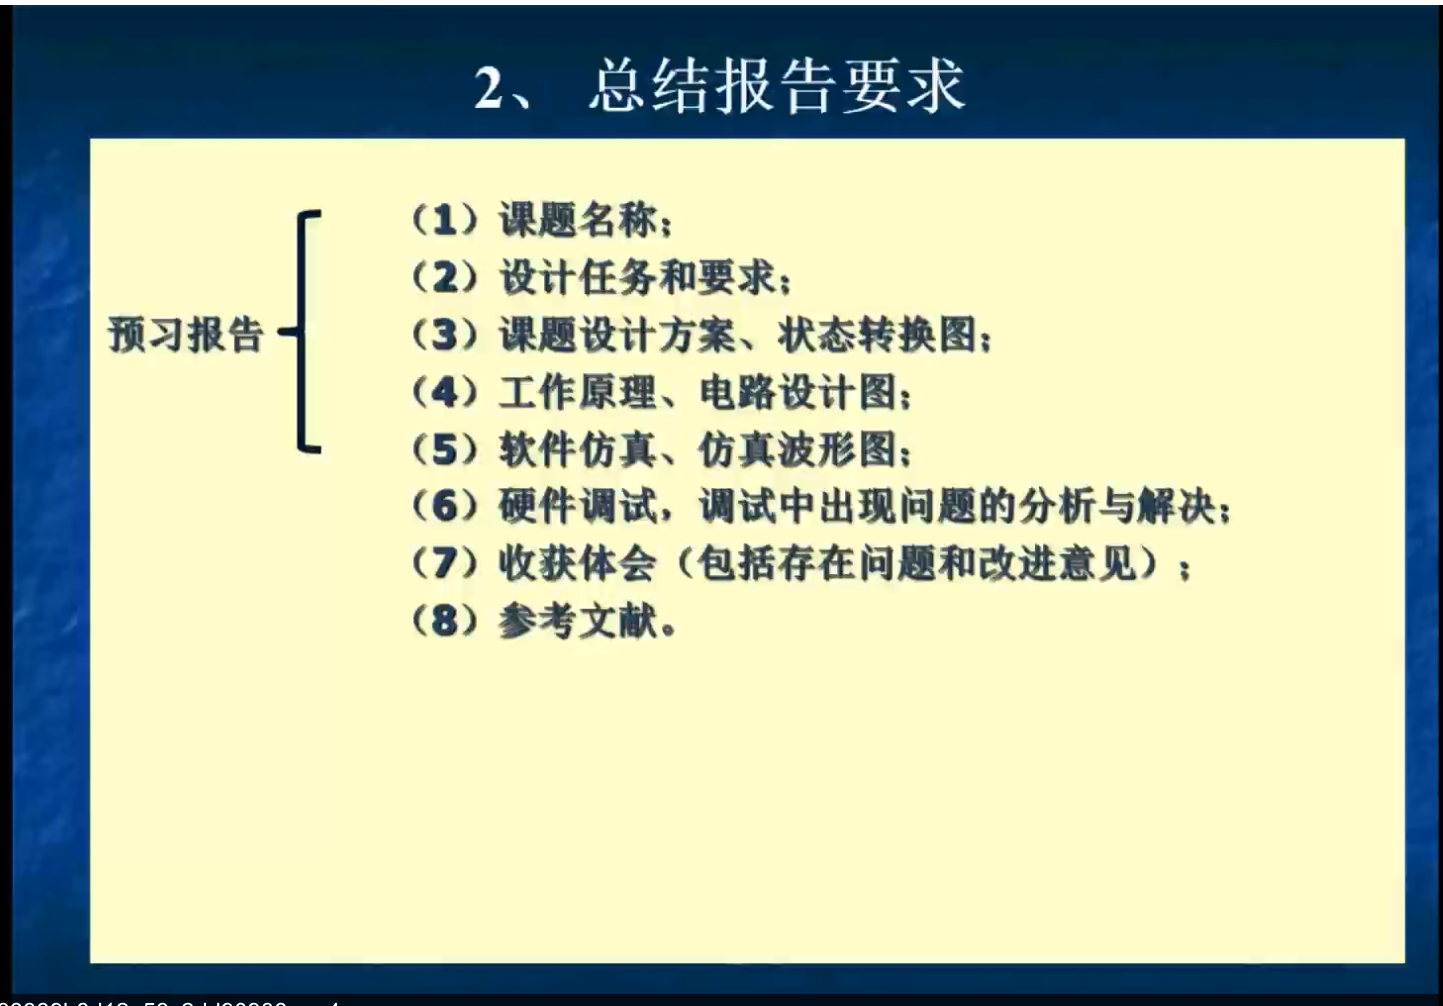 2、 总结报告要求
(1）课题名称；
(2）设计任务和要求；
预习报告
(3）课题设计方案、状态转换图；
(4）工作原理、电路设计图；
(5）软件仿真、仿真波形图；
(6）硬件调试，调试中出现问题的分析与解决；
(7）收获体会（包括存在问题和改进意见）；
(8）参考文献。